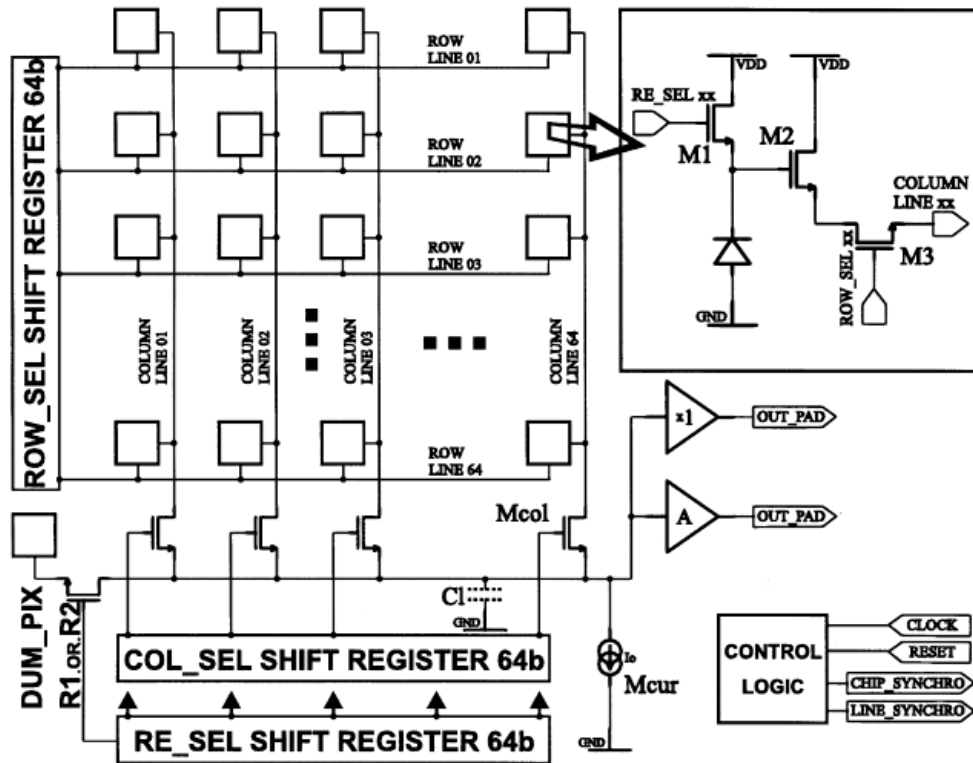 ROW_SEL SHIFT REGISTER 64b
ROW
LINE 01
ROW
LINE 02
ROW
LINE 03
ROW
LINE 64
COLUMN
LINE 01
COLUMN
LINE 02
COLUMN
LINE 03
COLUMN
LINE 64
VDD
VDD
RE_SEL xx
M1
M2
COLUMN
LINE xx
M3
ROW_SEL xx
GND
x1
OUT_PAD
A
OUT_PAD
Mcol
DUM_PIX
R1.OR.R2
Cl
GND
Io
Mcur
GND
COL_SEL SHIFT REGISTER 64b
RE_SEL SHIFT REGISTER 64b
CONTROL
LOGIC
CLOCK
RESET
CHIP_SYNCHRO
LINE_SYNCHRO